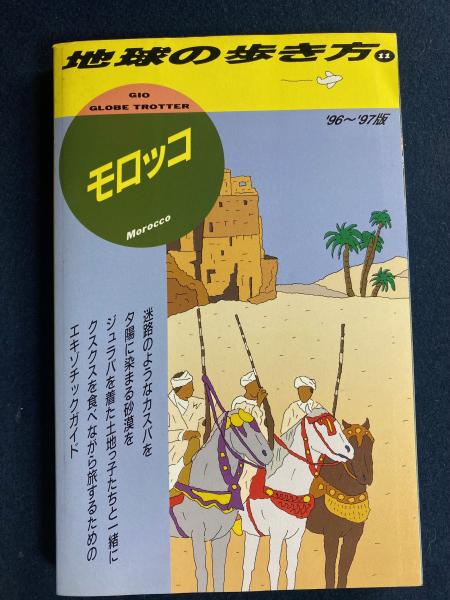 地球の歩き方 11
GIO
GLOBE TROTTER
'96〜'97版
モロッコ
Morocco
迷路のようなカスバを
夕陽に染まる砂漠を
ジュラバを着た土地っ子たちと一緒に
クスクスを食べながら旅するための
エキゾチックガイド